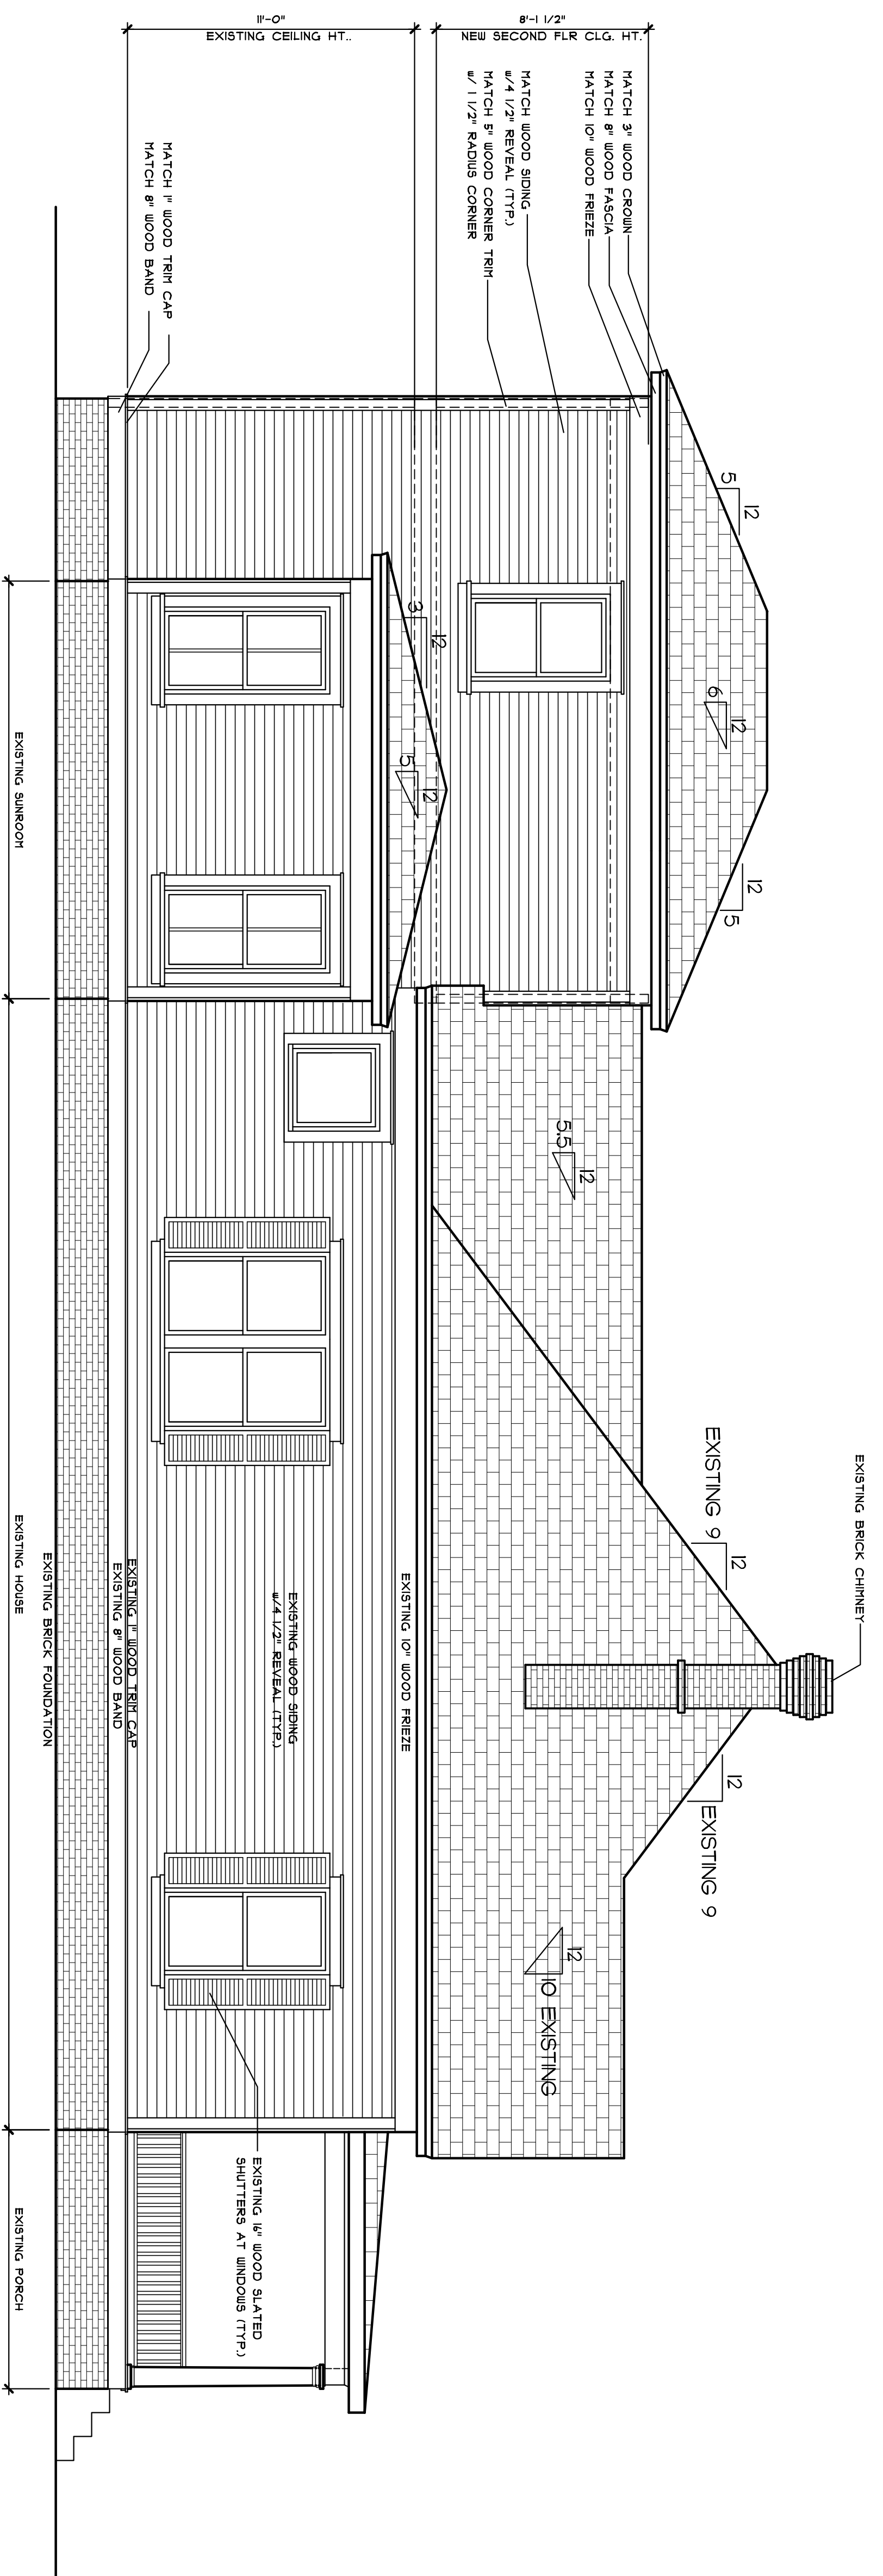 11'-0"
EXISTING CEILING HT..
8'-1 1/2"
NEW SECOND FLR CLG. HT.
MATCH 3" WOOD CROWN
MATCH 8" WOOD FASCIA
MATCH 10" WOOD FRIEZE
MATCH WOOD SIDING
w/4 1/2" REVEAL (TYP.)
MATCH 5" WOOD CORNER TRIM
w/ 1 1/2" RADIUS CORNER
MATCH 1" WOOD TRIM CAP
MATCH 8" WOOD BAND
5
12
6
12
12
5
3
12
5
12
5.5
12
EXISTING 9
12
EXISTING BRICK CHIMNEY
12
EXISTING 9
12
10 EXISTING
EXISTING 10" WOOD FRIEZE
EXISTING WOOD SIDING
w/4 1/2" REVEAL (TYP.)
EXISTING 1" WOOD TRIM CAP
EXISTING 8" WOOD BAND
EXISTING BRICK FOUNDATION
EXISTING 16" WOOD SLATED
SHUTTERS AT WINDOWS (TYP.)
EXISTING SUNROOM
EXISTING HOUSE
EXISTING PORCH